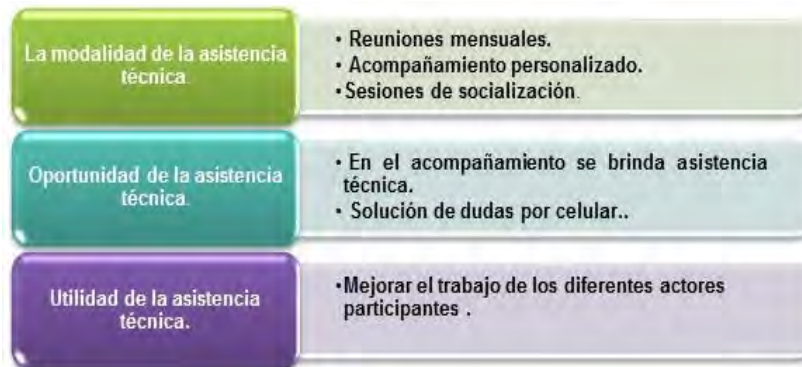 La modalidad de la asistencia
técnica.
• Reuniones mensuales.
• Acompañamiento personalizado.
•Sesiones de socialización.
Oportunidad de la asistencia
técnica.
• En el acompañamiento se brinda asistencia
técnica.
• Solución de dudas por celular..
Utilidad de la asistencia
técnica.
•Mejorar el trabajo de los diferentes actores
participantes .